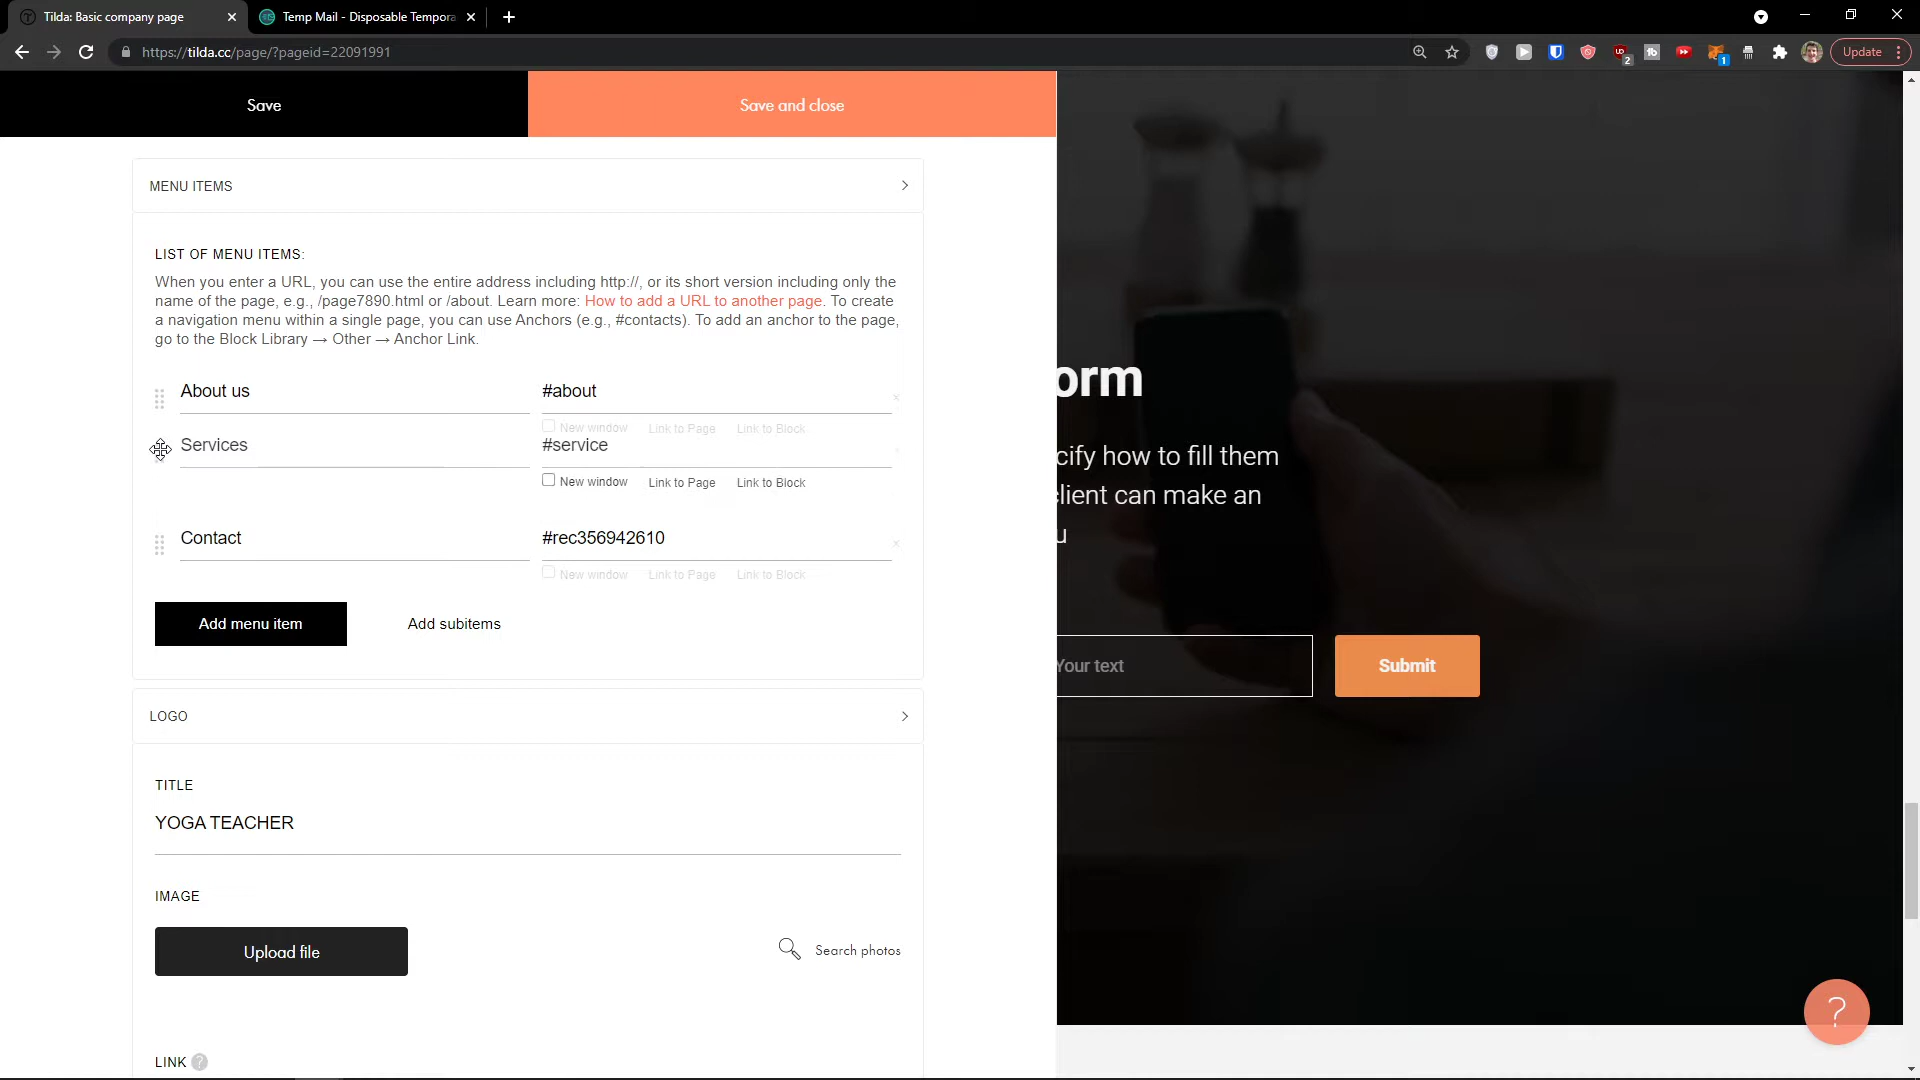 Tilda: Basic company page
Temp Mail - Disposable Tempora
https://tilda.cc/page/?pageid=22091991
Update
Save
Save and close
MENU ITEMS
LIST OF MENU ITEMS:
When you enter a URL, you can use the entire address including http://, or its short version including only the
name of the page, e.g., /page7890.html or /about. Learn more: How to add a URL to another page. To create
a navigation menu within a single page, you can use Anchors (e.g., #contacts). To add an anchor to the page,
go to the Block Library → Other → Anchor Link.
About us #about
New window Link to Page Link to Block
Services #service
New window Link to Page Link to Block
Contact #rec356942610
New window Link to Page Link to Block
Add menu item Add subitems
LOGO
TITLE
YOGA TEACHER
IMAGE
Upload file
Search photos
LINK ?
orm
cify how to fill them
client can make an
u
Your text
Submit
?
2
1